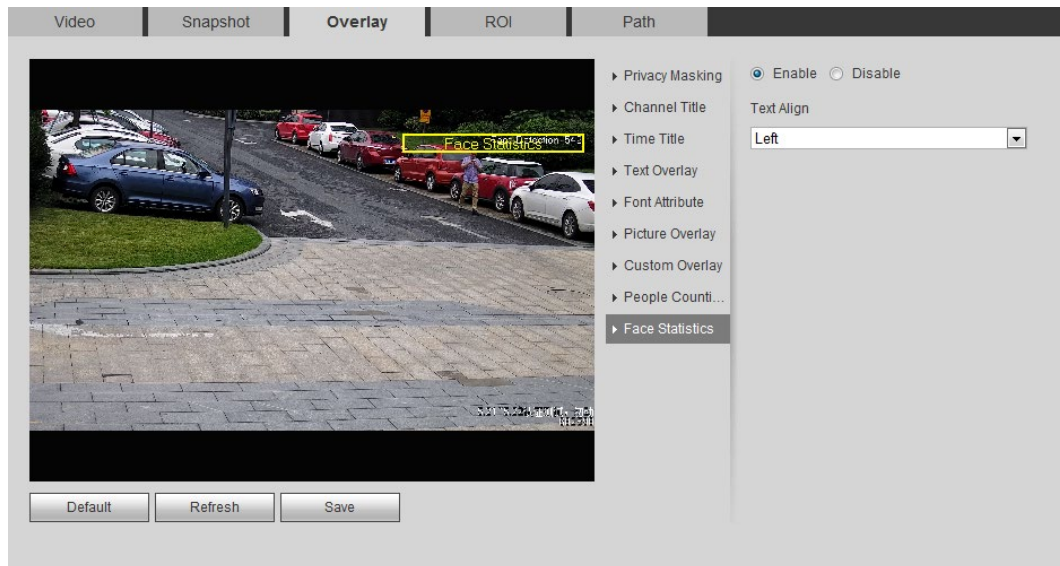 Video Snapshot Overlay ROI Path
Privacy Masking
Channel Title
Time Title
Text Overlay
Font Attribute
Picture Overlay
Custom Overlay
People Counti...
Face Statistics
Enable Disable
Text Align
Left
Face Statistics
Default Refresh Save